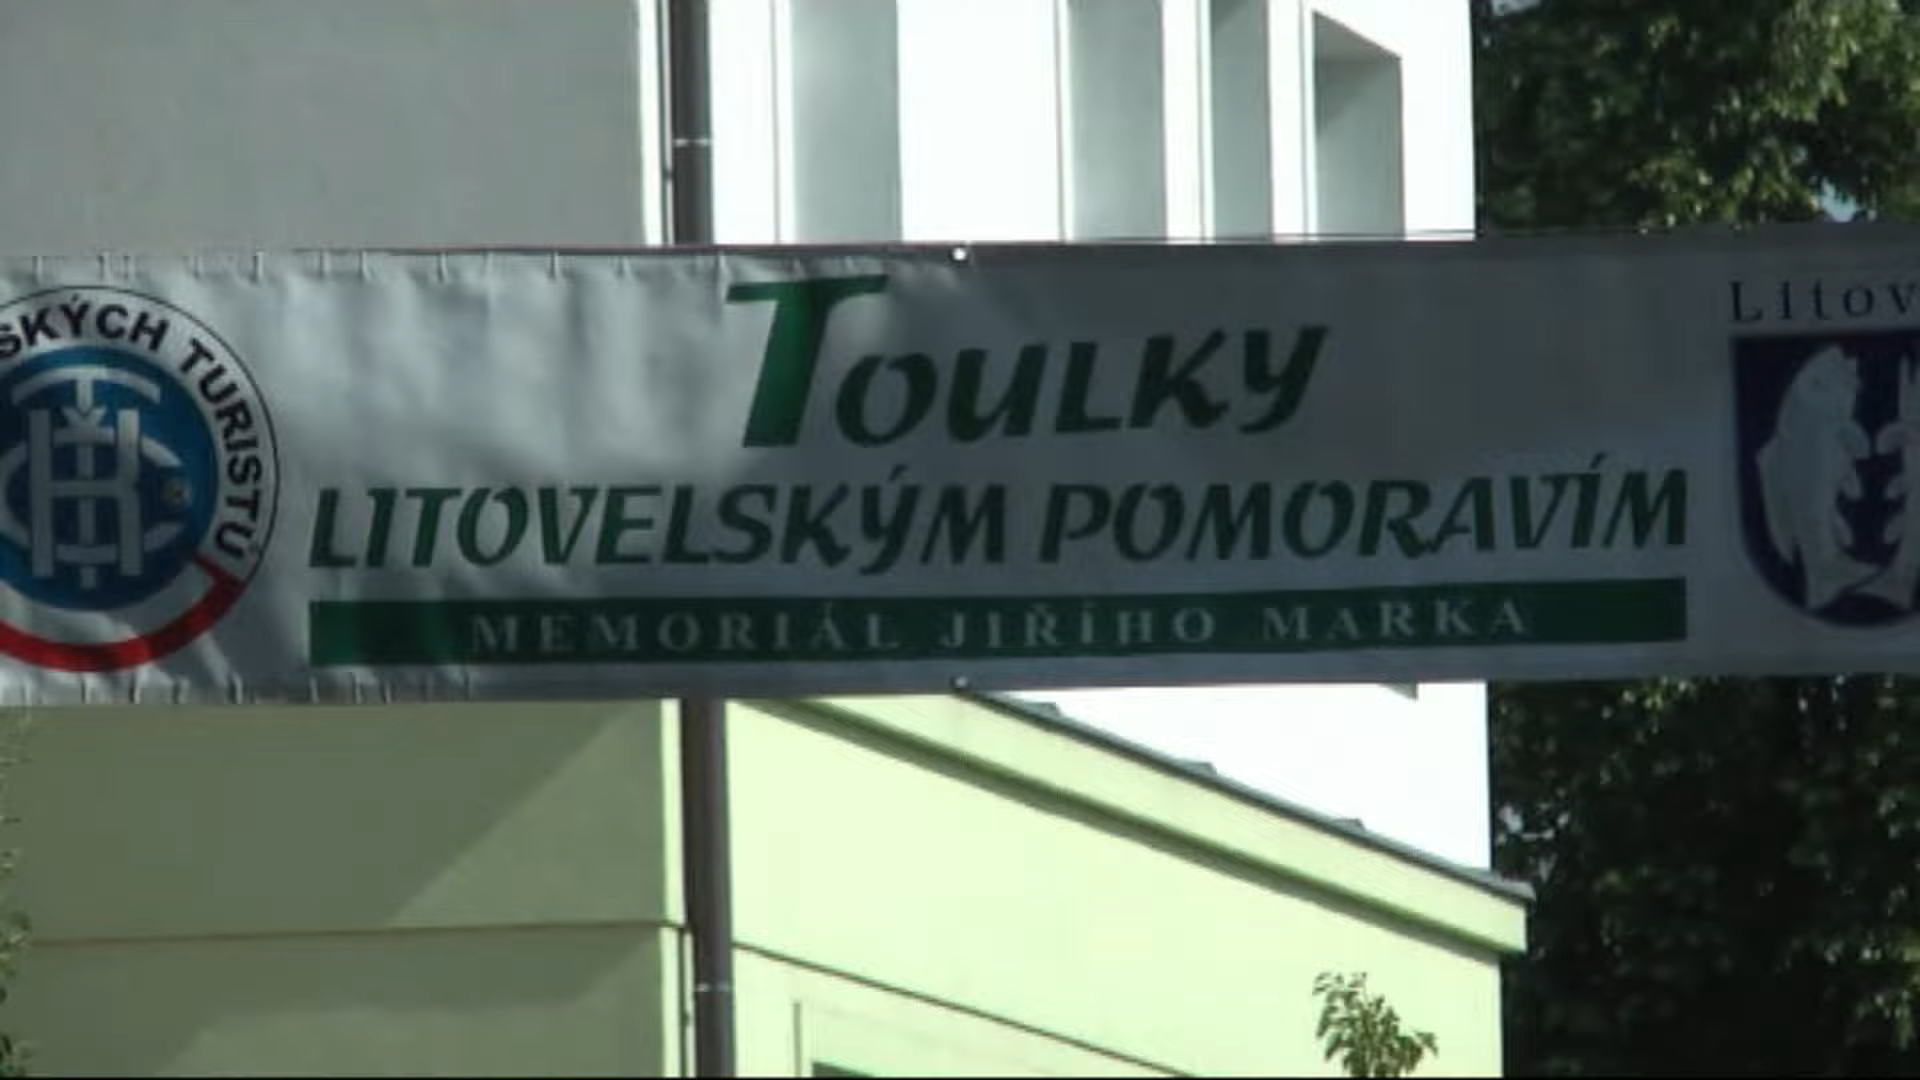 SKÝCH TURISTŮ
TOULKY
LITOVELSKÝM POMORAVÍM
MEMORIÁL JIŘÍHO MARKA
Litov